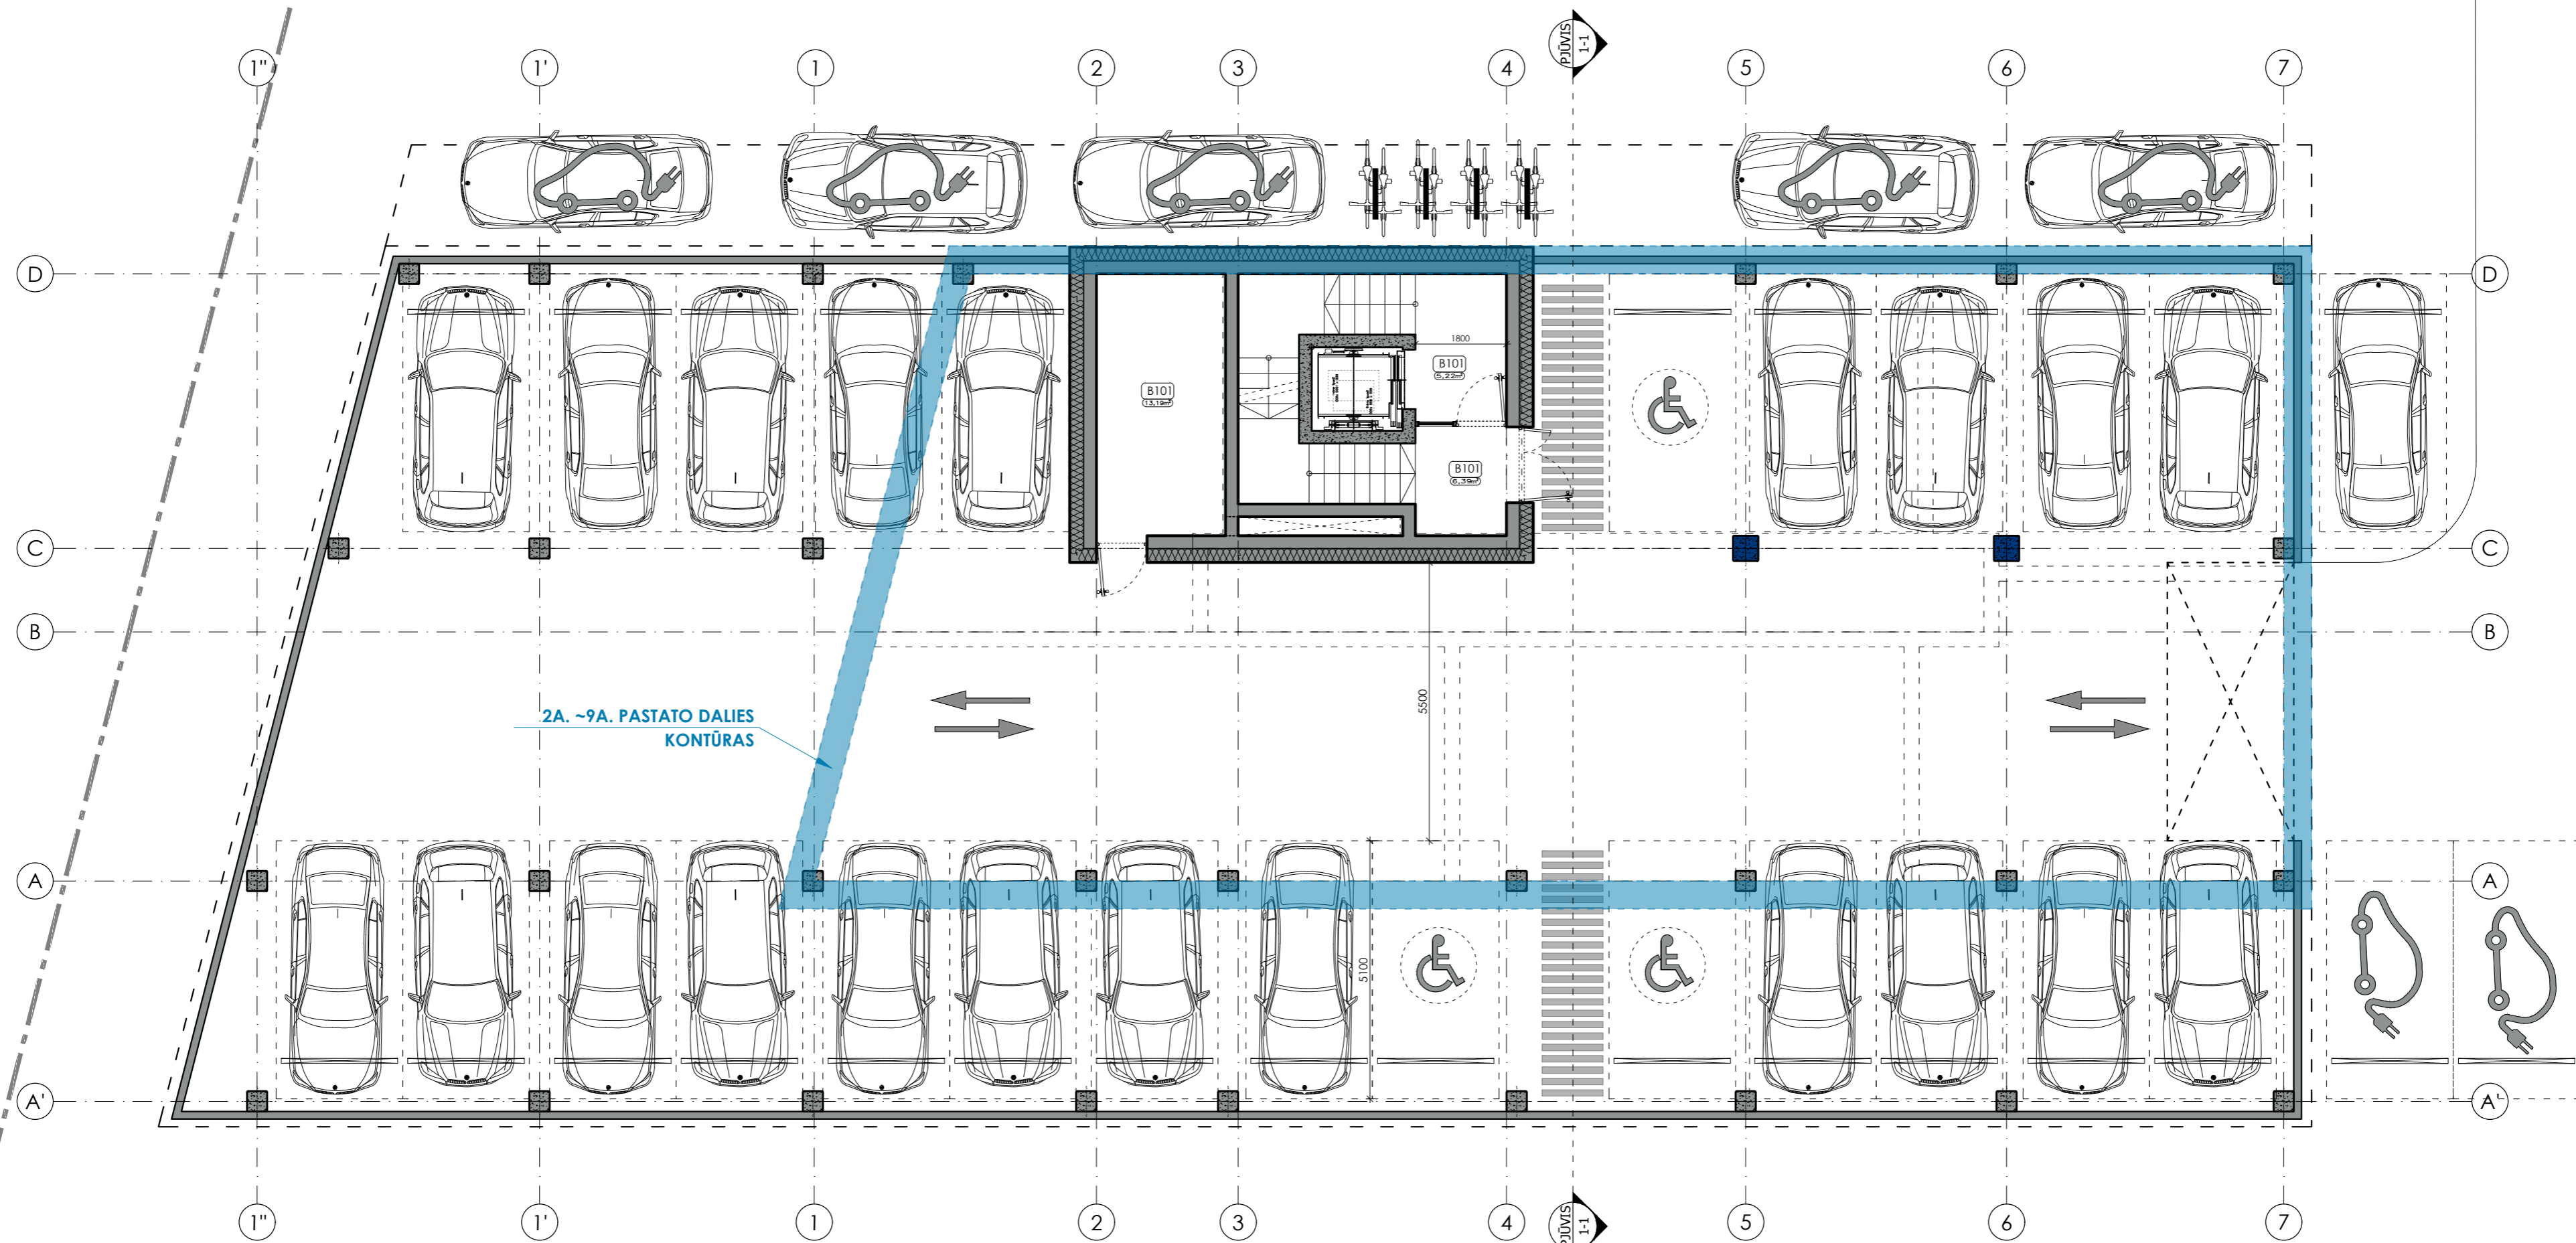 PJŪVIS
1-1
1"
1'
1
2
3
4
5
6
7
D
D
1800
B101
5,22m²
B101
13,19m²
B101
6,39m²
C
C
B
B
2A. ~9A. PASTATO DALIES
KONTŪRAS
5500
A
A
5100
A'
A'
1"
1'
1
2
3
4
PJŪVIS
1-1
5
6
7